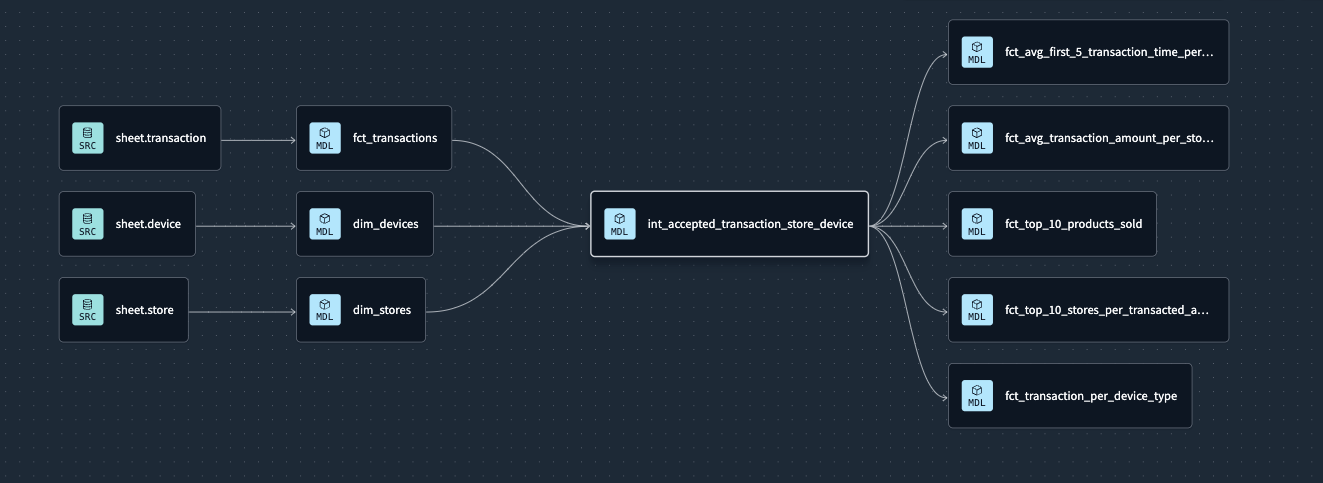 SRC
sheet.transaction
SRC
sheet.device
SRC
sheet.store
MDL
fct_transactions
MDL
dim_devices
MDL
dim_stores
MDL
int_accepted_transaction_store_device
MDL
fct_avg_first_5_transaction_time_per...
MDL
fct_avg_transaction_amount_per_sto...
MDL
fct_top_10_products_sold
MDL
fct_top_10_stores_per_transacted_a...
MDL
fct_transaction_per_device_type